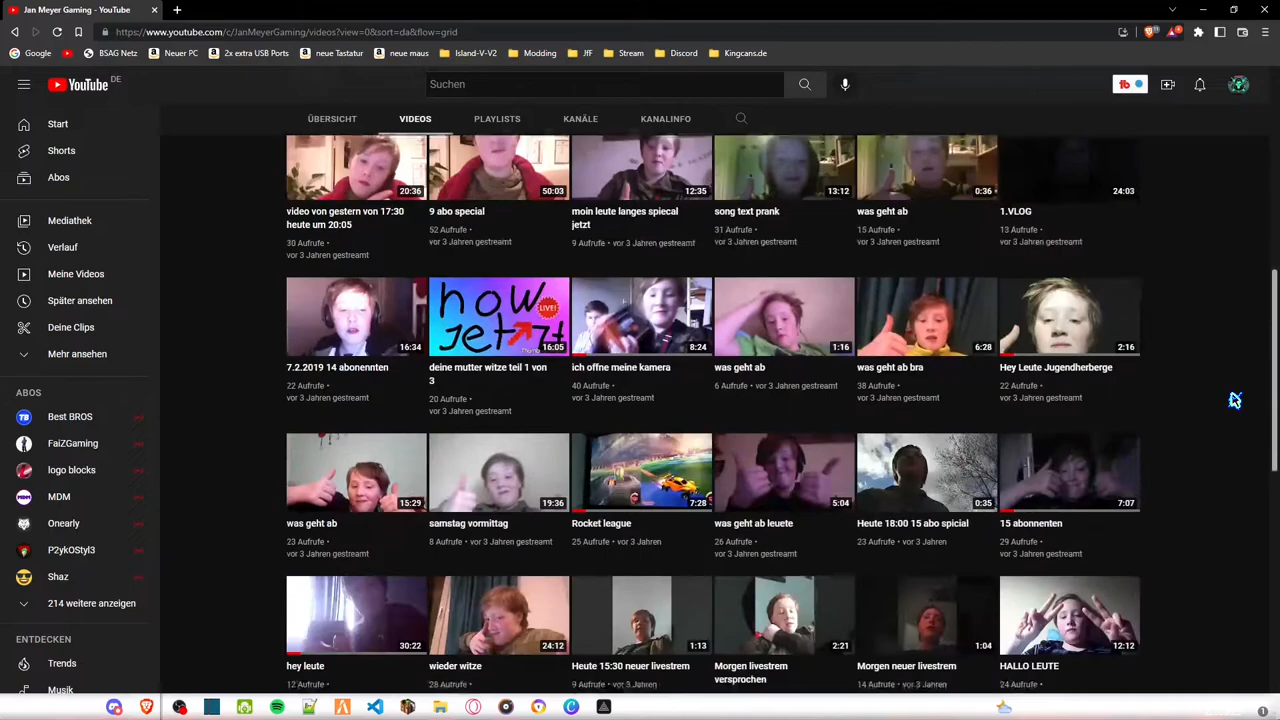 Jan Meyer Gaming - YouTube
https://www.youtube.com/c/JanMeyerGaming/videos?view=0&sort=da&flow=grid
Google
BSAG Netz
Neuer PC
2x extra USB Ports
neue Tastatur
neue maus
Island-V-V2
Modding
JfF
Stream
Discord
Kingcans.de
YouTube DE
Suchen
ÜBERSICHT
VIDEOS
PLAYLISTS
KANÄLE
KANALINFO
Start
Shorts
Abos
Mediathek
Verlauf
Meine Videos
Später ansehen
Deine Clips
Mehr ansehen
ABOS
Best BROS
FaiZGaming
logo blocks
MDM
Onearly
P2ykOStyl3
Shaz
214 weitere anzeigen
ENTDECKEN
Trends
Musik
20:36
video von gestern von 17:30
heute um 20:05
30 Aufrufe •
vor 3 Jahren gestreamt
50:03
9 abo special
52 Aufrufe •
vor 3 Jahren gestreamt
12:35
moin leute langes spiecal
jetzt
9 Aufrufe • vor 3 Jahren gestreamt
13:12
song text prank
31 Aufrufe •
vor 3 Jahren gestreamt
0:36
was geht ab
15 Aufrufe •
vor 3 Jahren gestreamt
24:03
1.VLOG
13 Aufrufe •
vor 3 Jahren gestreamt
16:34
7.2.2019 14 abonennten
22 Aufrufe •
vor 3 Jahren gestreamt
now
LIVE!
jetzt
16:05
deine mutter witze teil 1 von
3
20 Aufrufe •
vor 3 Jahren gestreamt
8:24
ich offne meine kamera
40 Aufrufe •
vor 3 Jahren gestreamt
1:16
was geht ab
6 Aufrufe • vor 3 Jahren gestreamt
6:28
was geht ab bra
38 Aufrufe •
vor 3 Jahren gestreamt
2:16
Hey Leute Jugendherberge
22 Aufrufe •
vor 3 Jahren gestreamt
15:29
was geht ab
23 Aufrufe •
vor 3 Jahren gestreamt
19:36
samstag vormittag
8 Aufrufe • vor 3 Jahren gestreamt
7:28
Rocket league
25 Aufrufe • vor 3 Jahren
5:04
was geht ab leuete
26 Aufrufe •
vor 3 Jahren gestreamt
0:35
Heute 18:00 15 abo spicial
23 Aufrufe • vor 3 Jahren
7:07
15 abonnenten
29 Aufrufe •
vor 3 Jahren gestreamt
30:22
hey leute
12 Aufrufe •
24:12
wieder witze
28 Aufrufe •
1:13
Heute 15:30 neuer livestrem
9 Aufrufe • vor 3 Jahren
2:21
Morgen livestrem
versprochen
1:04
Morgen neuer livestrem
14 Aufrufe • vor 3 Jahren
12:12
HALLO LEUTE
24 Aufrufe •